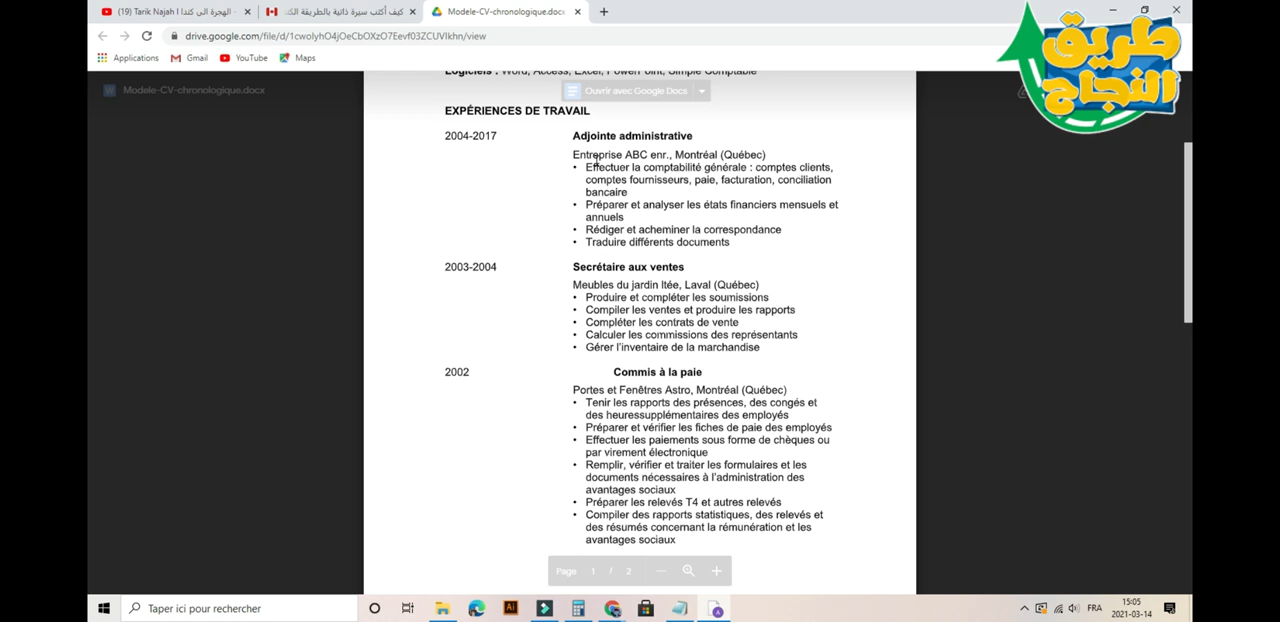 (19) Tarik Najah I الهجرة الى كندا -
كيف أكتب سيرة ذاتية بالطريقة الكـ
Modele-CV-chronologique.docx
drive.google.com/file/d/1cwolyhO4jOeCbOXzO7Eevf03ZCUVIkhn/view
Applications
Gmail
YouTube
Maps
طريق
النجاح
Modele-CV-chronologique.docx
Logiciels : Word, Access, Excel, PowerPoint, Simple Comptable
Ouvrir avec Google Docs
EXPÉRIENCES DE TRAVAIL
2004-2017 Adjointe administrative
Entreprise ABC enr., Montréal (Québec)
• Effectuer la comptabilité générale : comptes clients,
comptes fournisseurs, paie, facturation, conciliation
bancaire
• Préparer et analyser les états financiers mensuels et
annuels
• Rédiger et acheminer la correspondance
• Traduire différents documents
2003-2004 Secrétaire aux ventes
Meubles du jardin ltée, Laval (Québec)
• Produire et compléter les soumissions
• Compiler les ventes et produire les rapports
• Compléter les contrats de vente
• Calculer les commissions des représentants
• Gérer l'inventaire de la marchandise
2002 Commis à la paie
Portes et Fenêtres Astro, Montréal (Québec)
• Tenir les rapports des présences, des congés et
des heuressupplémentaires des employés
• Préparer et vérifier les fiches de paie des employés
• Effectuer les paiements sous forme de chèques ou
par virement électronique
• Remplir, vérifier et traiter les formulaires et les
documents nécessaires à l'administration des
avantages sociaux
• Préparer les relevés T4 et autres relevés
• Compiler des rapports statistiques, des relevés et
des résumés concernant la rémunération et les
avantages sociaux
Page 1 / 2
Taper ici pour rechercher
Ai
FRA
15:05
2021-03-14